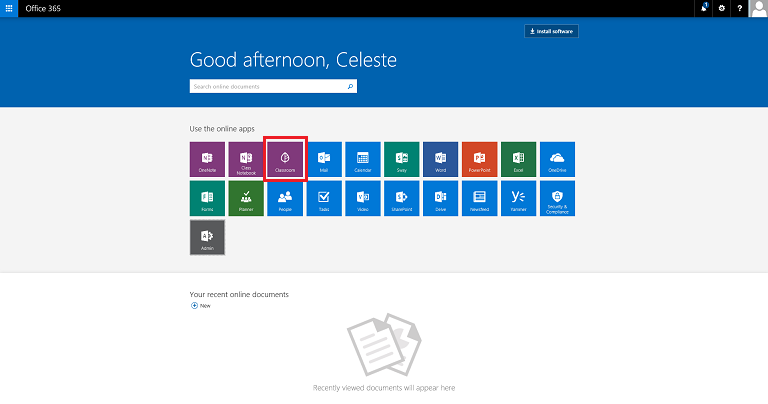 Office 365
1
?
Install software
Good afternoon, Celeste
Search online documents
Use the online apps
OneNote
Class Notebook
Classroom
Mail
Calendar
Sway
Word
PowerPoint
Excel
OneDrive
Forms
Planner
People
Tasks
Video
SharePoint
Delve
Newsfeed
Yammer
Security & Compliance
Admin
Your recent online documents
New
Recently viewed documents will appear here